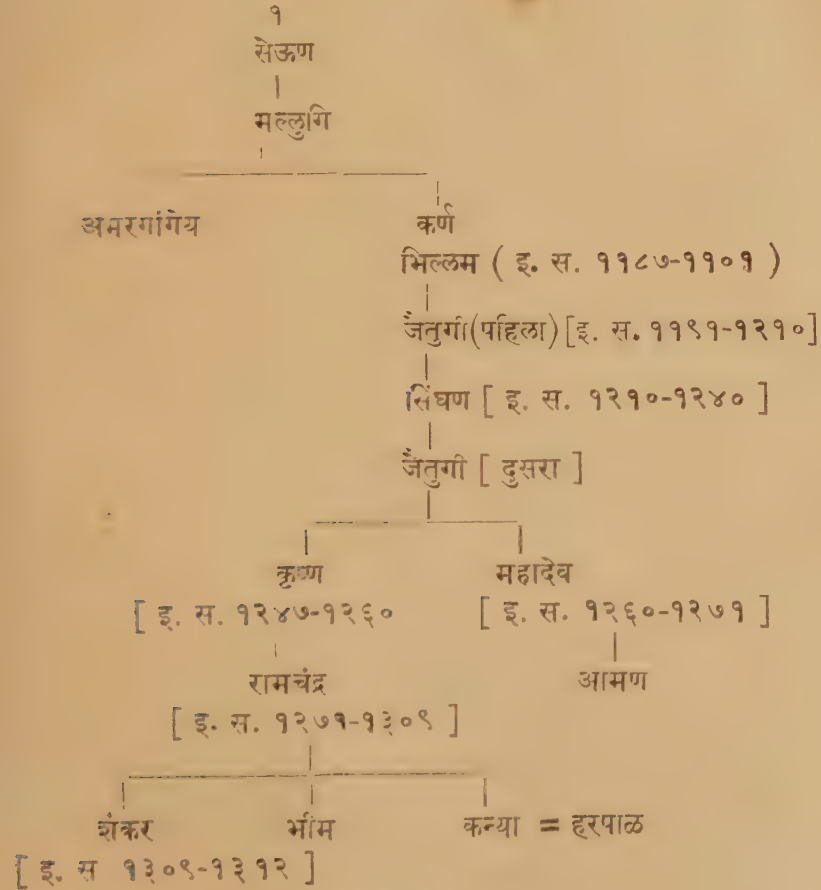 १
सेऊण
मल्लुगि
अमरगांगेय कर्ण
भिल्लम ( इ. स. ११८७-११०१ )
जैतुगी(पहिला) [इ. स. ११९१-१२१०]
सिंघण [ इ. स. १२१०-१२४० ]
जैतुगी [ दुसरा ]
कृष्ण महादेव
[ इ. स. १२४७-१२६० [ इ. स. १२६०-१२७१ ]
रामचंद्र आमण
[ इ. स. १२७१-१३०९ ]
शंकर भीम कन्या = हरपाळ
[ इ. स १३०९-१३१२ ]